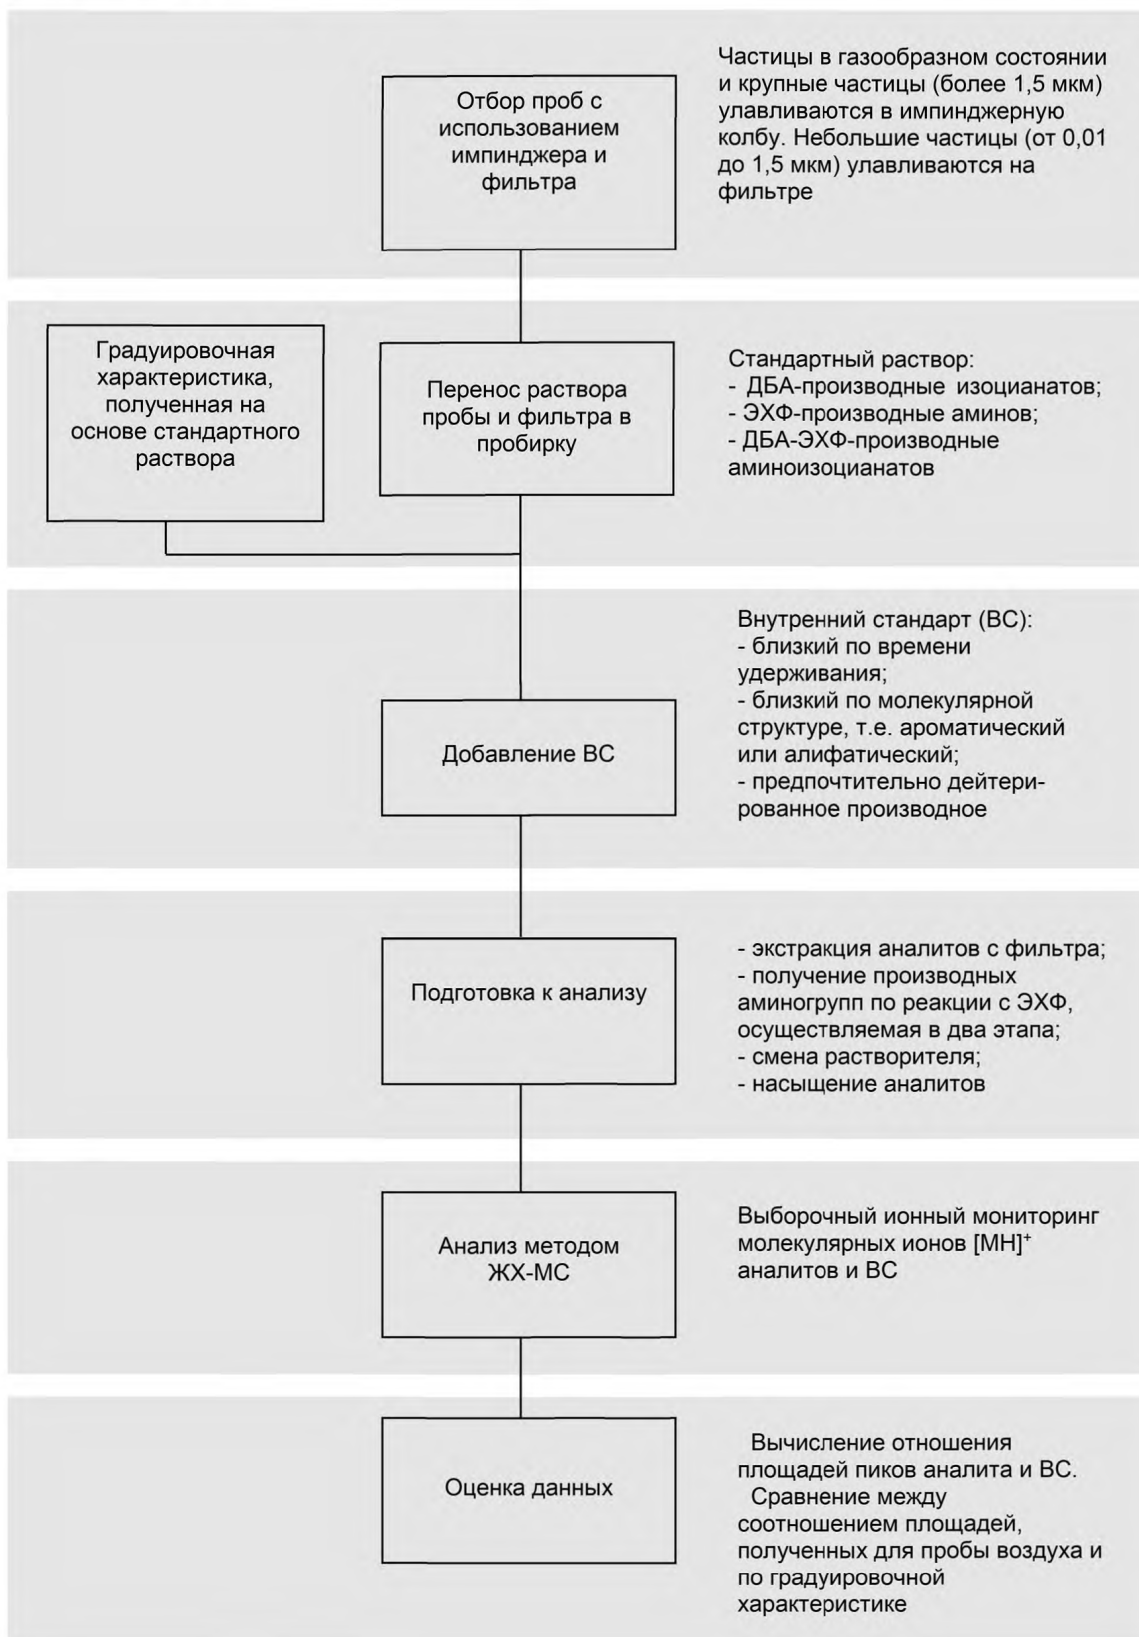 Отбор проб с
использованием
импинджера и
фильтра
Частицы в газообразном состоянии
и крупные частицы (более 1,5 мкм)
улавливаются в импинджерную
колбу. Небольшие частицы (от 0,01
до 1,5 мкм) улавливаются на
фильтре
Градуировочная
характеристика,
полученная на
основе стандартного
раствора
Перенос раствора
пробы и фильтра в
пробирку
Стандартный раствор:
- ДБА-производные изоцианатов;
- ЭХФ-производные аминов;
- ДБА-ЭХФ-производные
аминоизоцианатов
Добавление ВС
Внутренний стандарт (ВС):
- близкий по времени
удерживания;
- близкий по молекулярной
структуре, т.е. ароматический
или алифатический;
- предпочтительно дейтери-
рованное производное
Подготовка к анализу
- экстракция аналитов с фильтра;
- получение производных
аминогрупп по реакции с ЭХФ,
осуществляемая в два этапа;
- смена растворителя;
- насыщение аналитов
Анализ методом
ЖХ-МС
Выборочный ионный мониторинг
молекулярных ионов [МН]⁺
аналитов и ВС
Оценка данных
Вычисление отношения
площадей пиков аналита и ВС.
Сравнение между
соотношением площадей,
полученных для пробы воздуха и
по градуировочной
характеристике